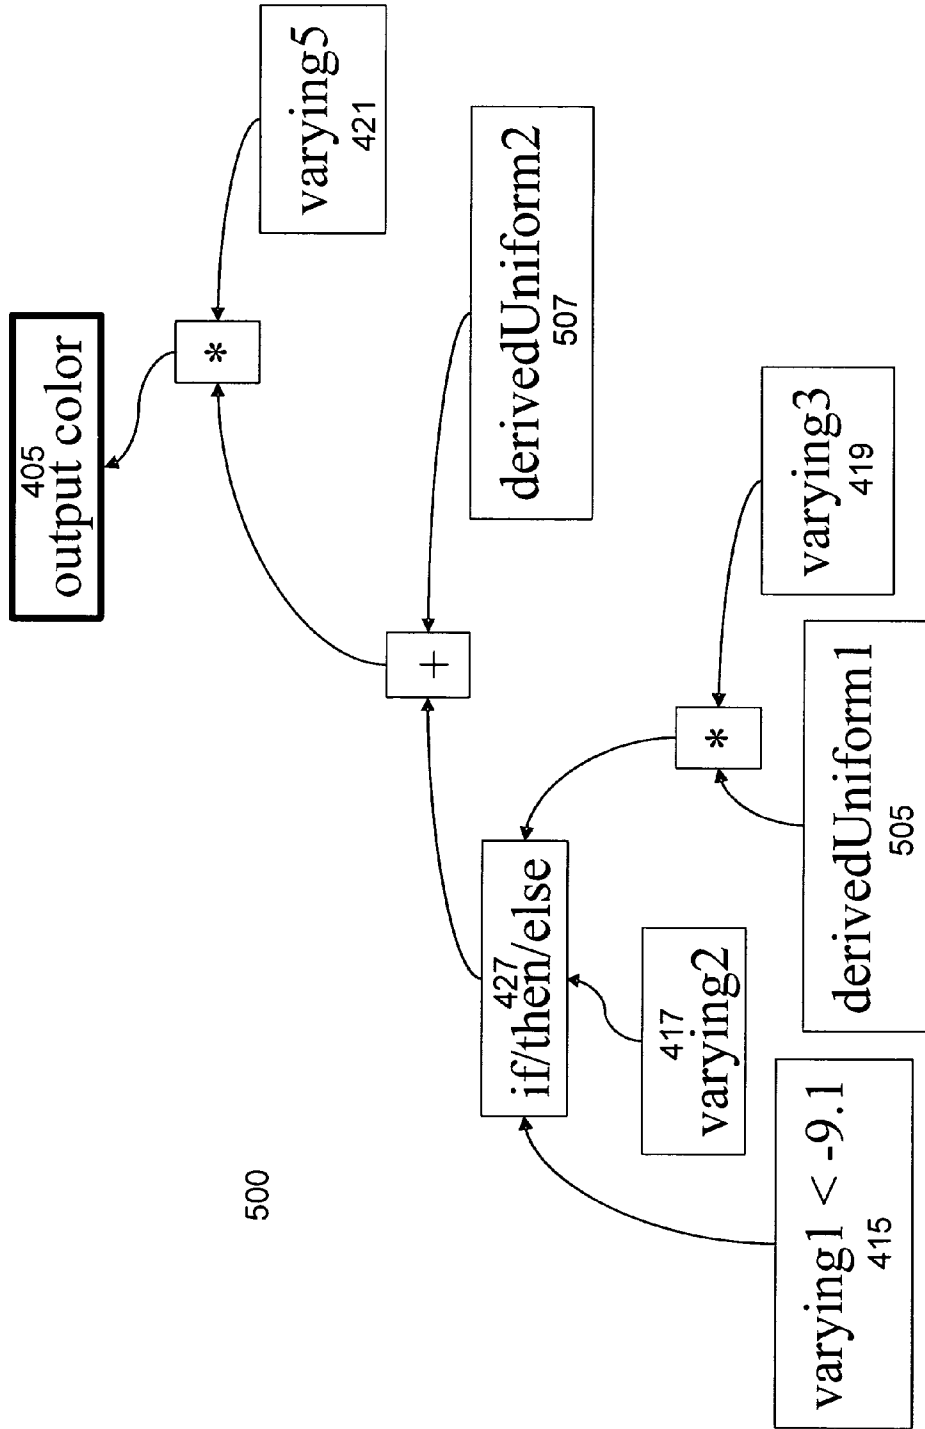 405
output color
*
varying5
421
+
derivedUniform2
507
427
if/then/else
*
varying3
419
417
varying2
derivedUniform1
505
varying1 < -9.1
415
500